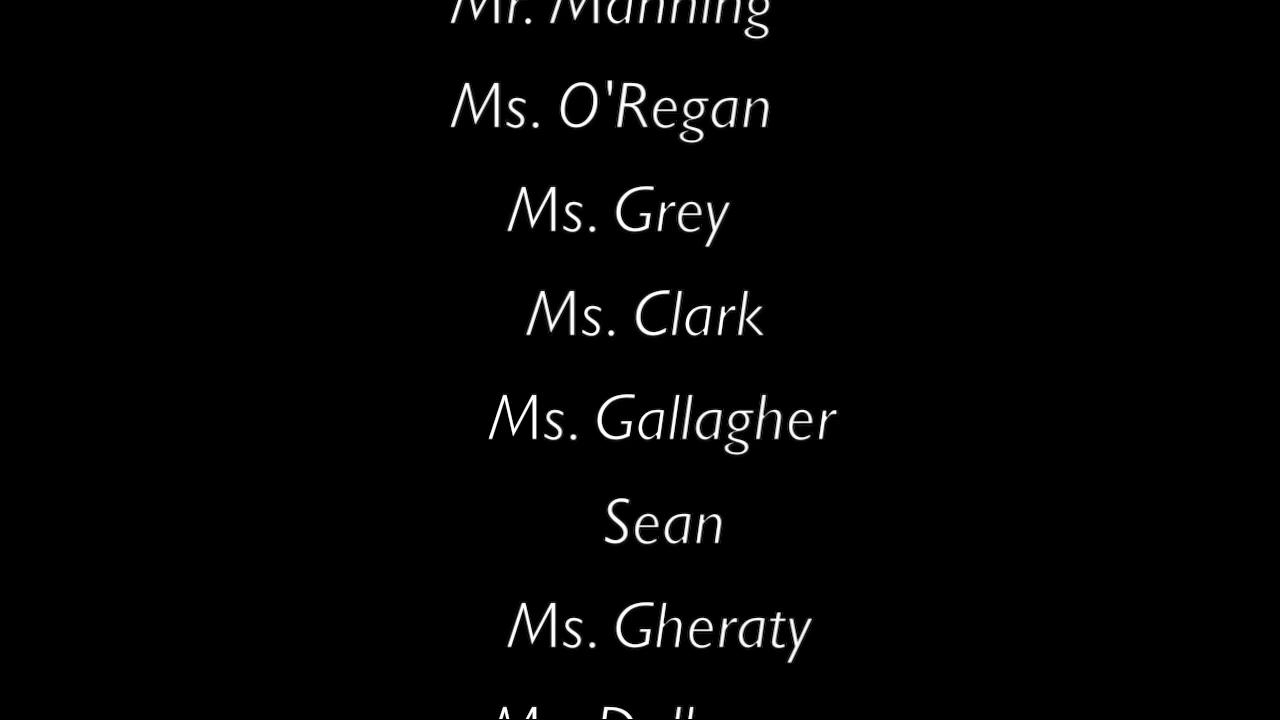 Mr. Manning
Ms. O'Regan
Ms. Grey
Ms. Clark
Ms. Gallagher
Sean
Ms. Gheraty